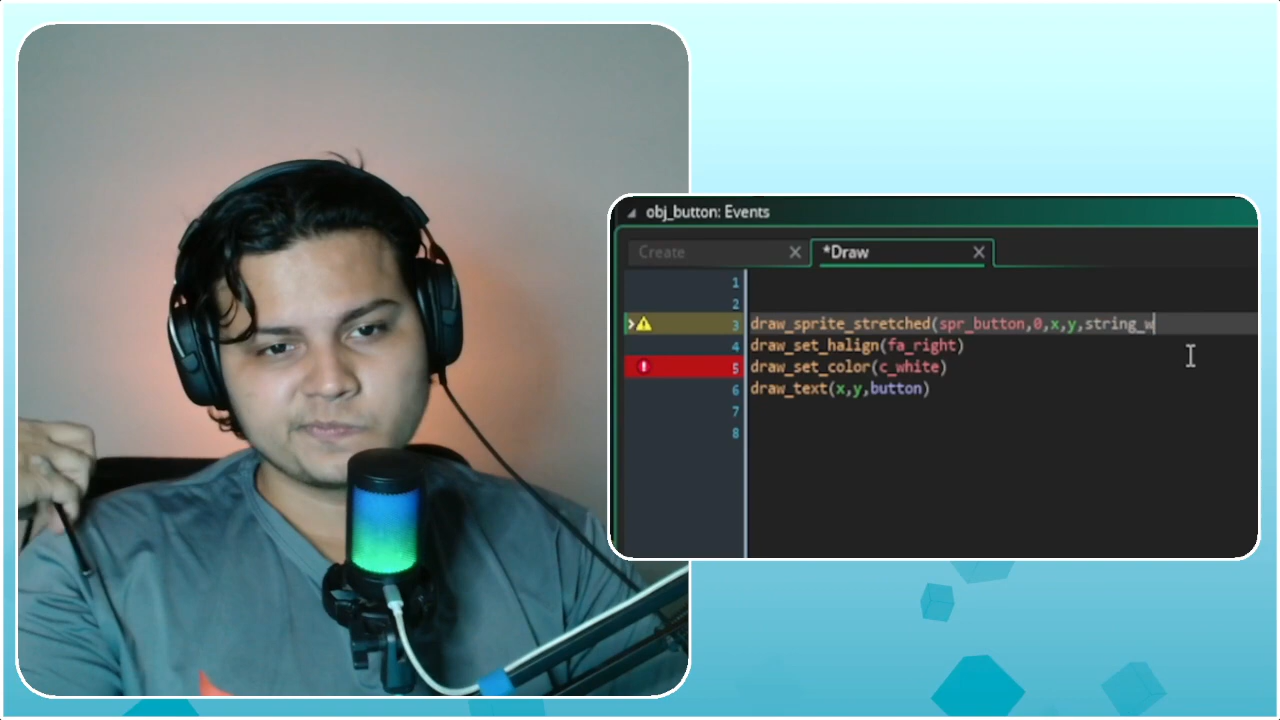 obj_button: Events
Create
*Draw
1
2
3 draw_sprite_stretched(spr_button,0,x,y,string_w
4 draw_set_halign(fa_right)
5 draw_set_color(c_white)
6 draw_text(x,y,button)
7
8